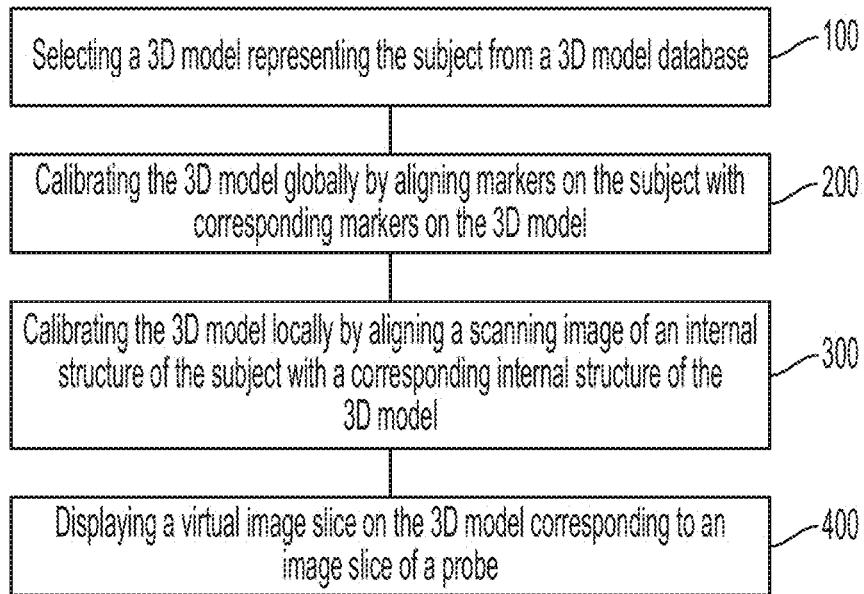 Selecting a 3D model representing the subject from a 3D model database
100
Calibrating the 3D model globally by aligning markers on the subject with
corresponding markers on the 3D model
200
Calibrating the 3D model locally by aligning a scanning image of an internal
structure of the subject with a corresponding internal structure of the
3D model
300
Displaying a virtual image slice on the 3D model corresponding to an
image slice of a probe
400